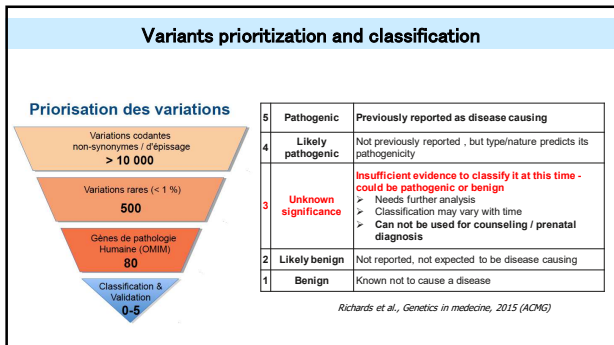 Variants prioritization and classification
Priorisation des variations
Variations codantes
non-synonymes / d'épissage
> 10 000
Variations rares (< 1 %)
500
Gènes de pathologie
Humaine (OMIM)
80
Classification &
Validation
0-5
5 Pathogenic Previously reported as disease causing
4 Likely pathogenic Not previously reported , but type/nature predicts its pathogenicity
3 Unknown significance Insufficient evidence to classify it at this time -
could be pathogenic or benign
➢ Needs further analysis
➢ Classification may vary with time
➢ Can not be used for counseling / prenatal
diagnosis
2 Likely benign Not reported, not expected to be disease causing
1 Benign Known not to cause a disease
Richards et al., Genetics in medecine, 2015 (ACMG)